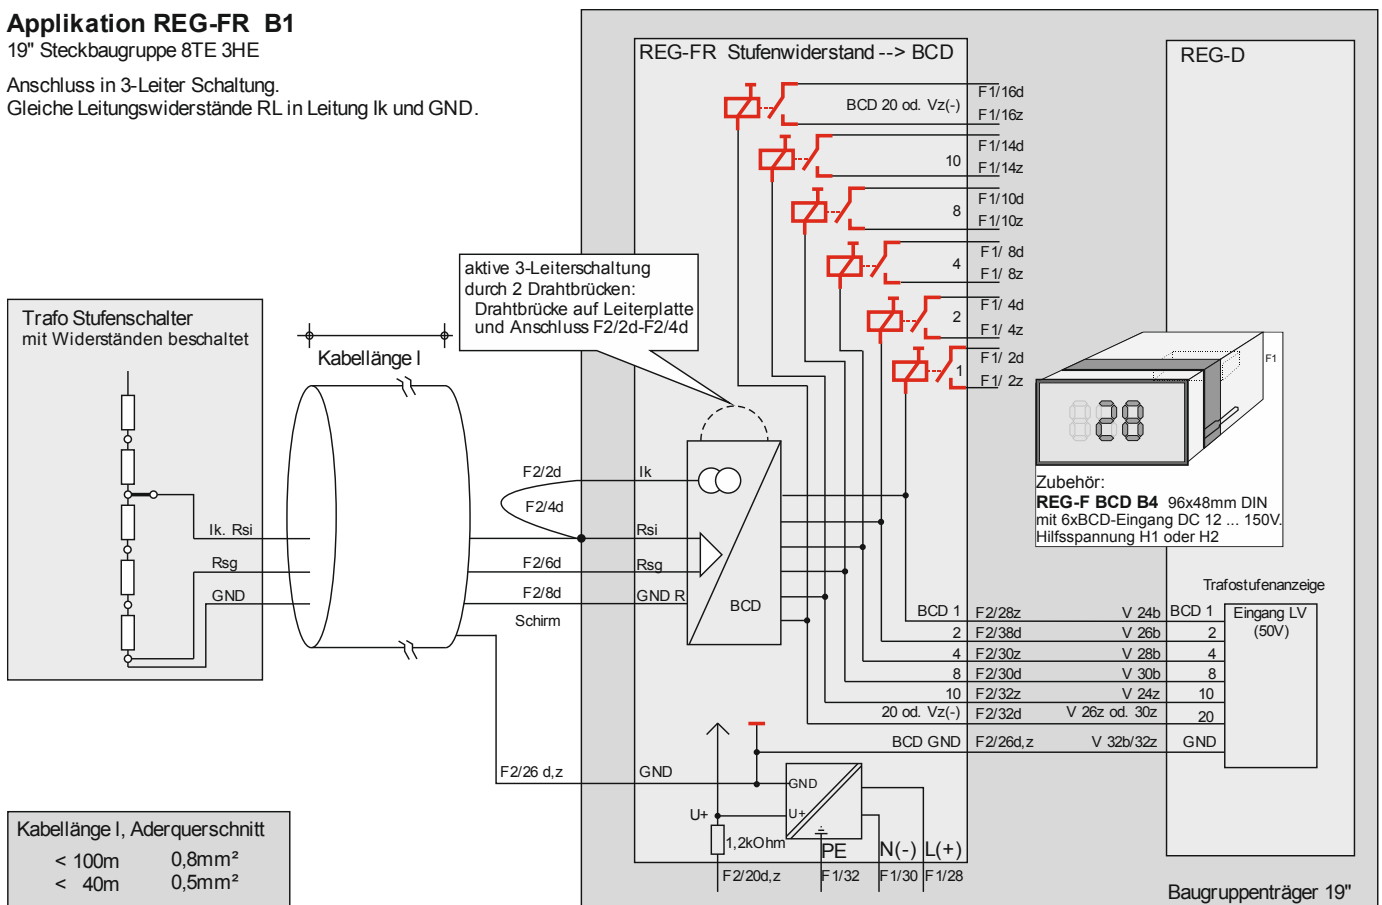 Applikation REG-FR B1
19" Steckbaugruppe 8TE 3HE
Anschluss in 3-Leiter Schaltung.
Gleiche Leitungswiderstände RL in Leitung Ik und GND.
REG-FR Stufenwiderstand --> BCD
REG-D
BCD 20 od. Vz(-)
F1/16d
F1/16z
10
F1/14d
F1/14z
8
F1/10d
F1/10z
4
F1/ 8d
F1/ 8z
2
F1/ 4d
F1/ 4z
1
F1/ 2d
F1/ 2z
aktive 3-Leiterschaltung
durch 2 Drahtbrücken:
Drahtbrücke auf Leiterplatte
und Anschluss F2/2d-F2/4d
Trafo Stufenschalter
mit Widerständen beschaltet
Kabellänge l
Ik. Rsi
Rsg
GND
F2/2d
F2/4d
F2/6d
F2/8d
Schirm
Ik
Rsi
Rsg
GND R
BCD
F1
28
Zubehör:
REG-F BCD B4 96x48mm DIN
mit 6xBCD-Eingang DC 12 ... 150V.
Hilfsspannung H1 oder H2
Trafostufenanzeige
Eingang LV
(50V)
BCD 1 F2/28z V 24b BCD 1
2 F2/38d V 26b 2
4 F2/30z V 28b 4
8 F2/30d V 30b 8
10 F2/32z V 24z 10
20 od. Vz(-) F2/32d V 26z od. 30z 20
BCD GND F2/26d,z V 32b/32z GND
F2/26 d,z
GND
GND
U+
U+
1,2kOhm
PE
N(-)
L(+)
F2/20d,z
F1/32
F1/30
F1/28
Kabellänge l, Aderquerschnitt
< 100m 0,8mm²
< 40m 0,5mm²
Baugruppenträger 19"